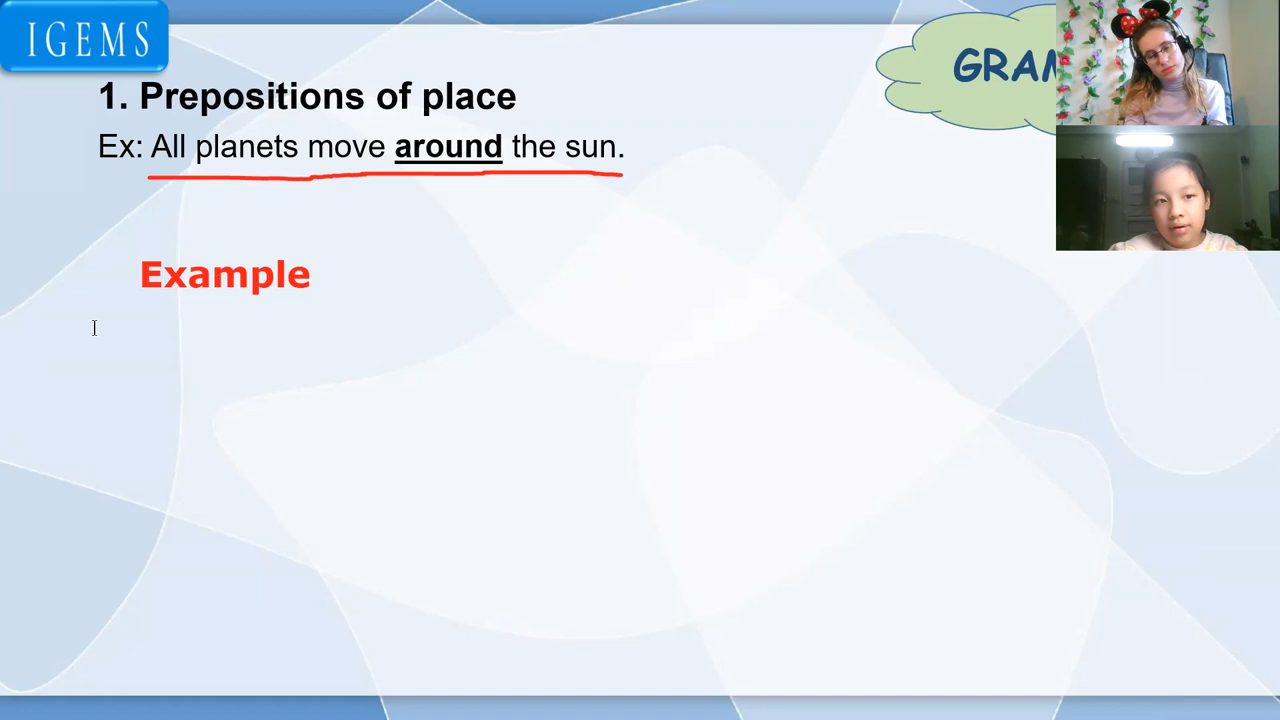 IGEMS
GRAM
1. Prepositions of place
Ex: All planets move around the sun.
Example